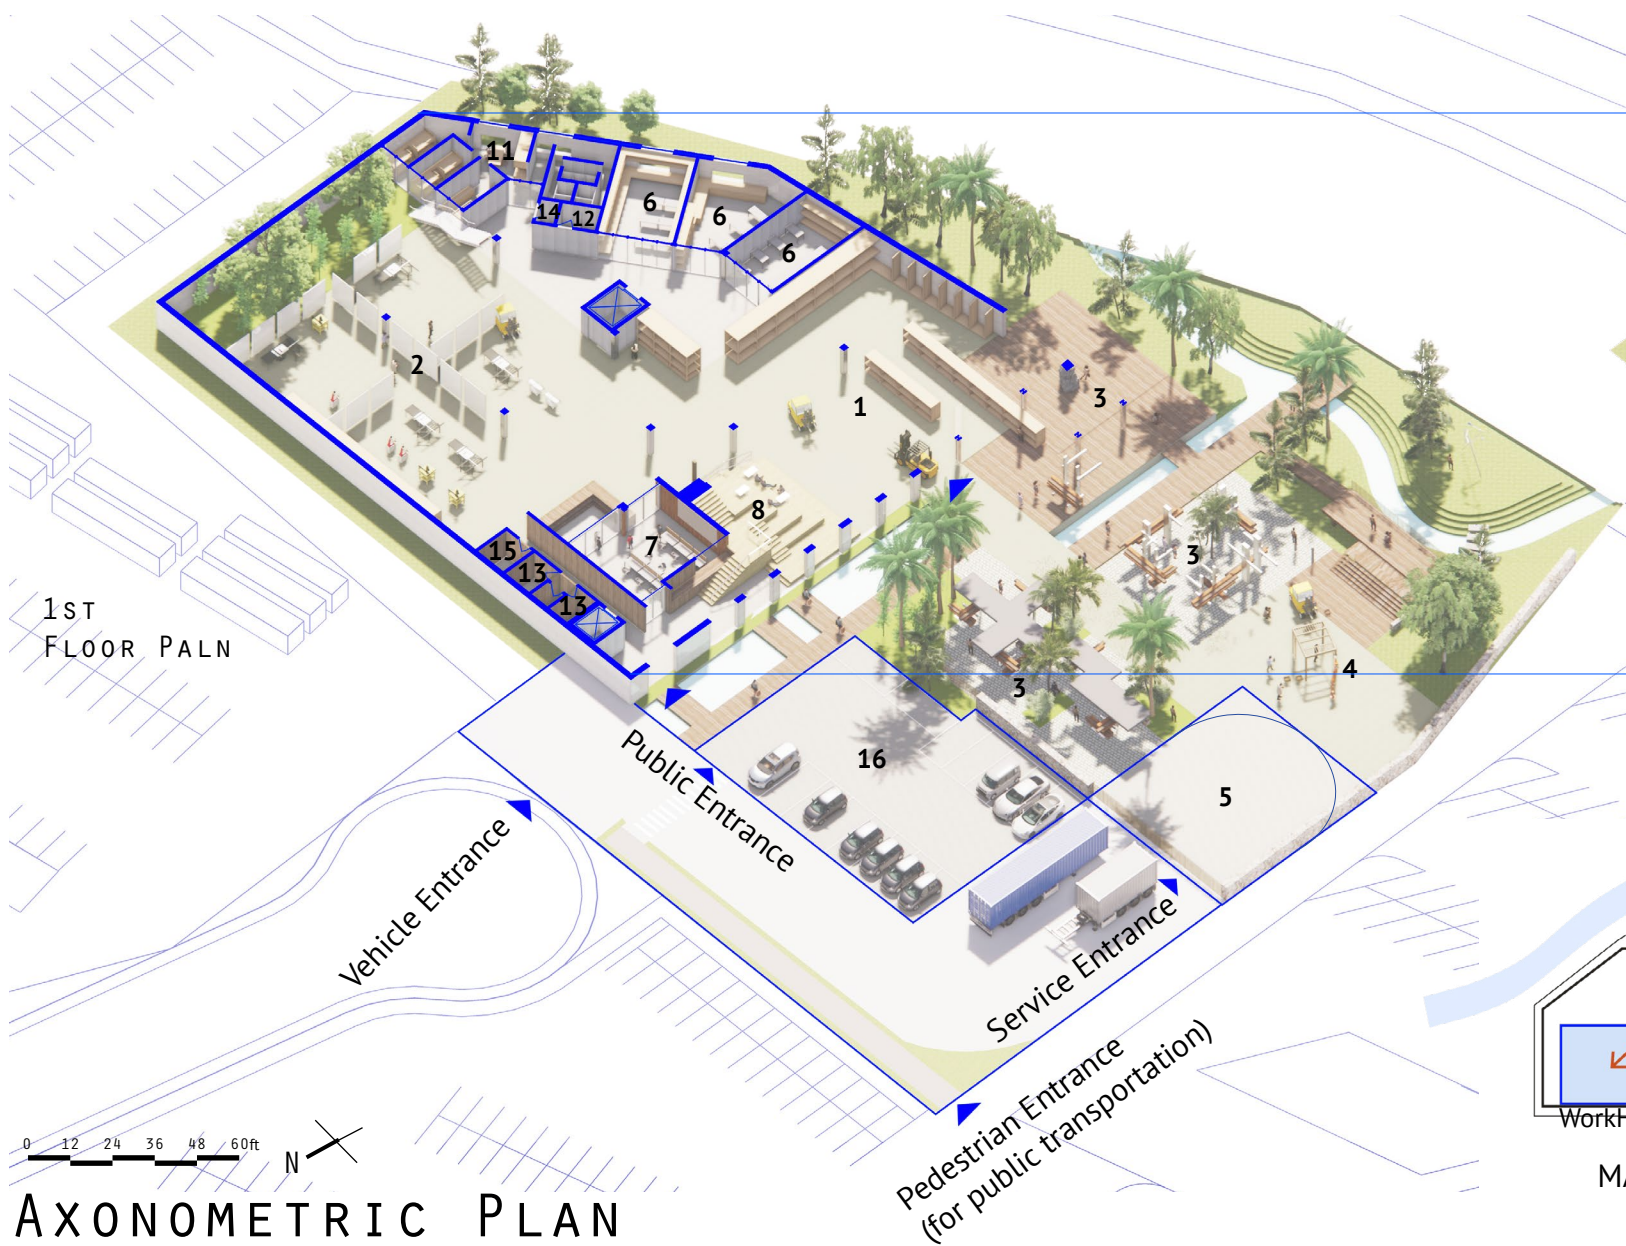 11
14
12
6
6
6
2
1
3
8
7
15
13
13
3
3
4
16
5
1ST
FLOOR PALN
Public Entrance
Vehicle Entrance
Service Entrance
Pedestrian Entrance
(for public transportation)
WorkH
MA
0 12 24 36 48 60ft
N
AXONOMETRIC PLAN